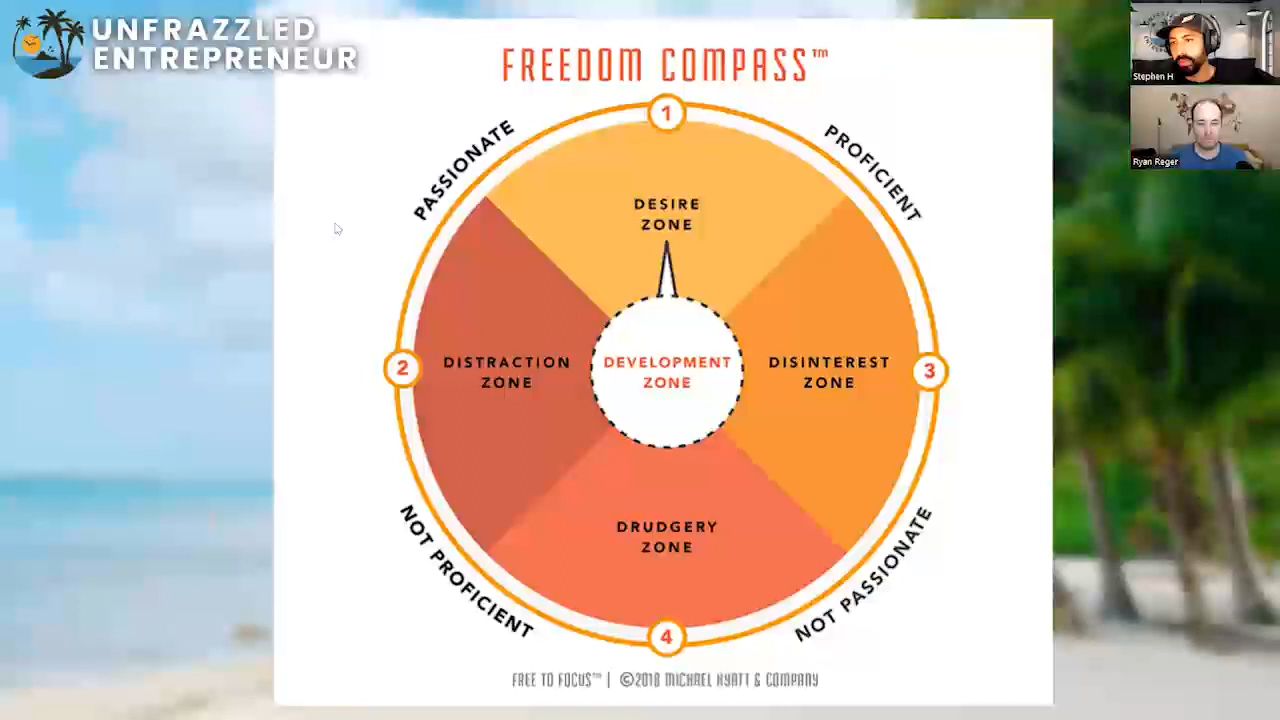 UNFRAZZLED
ENTREPRENEUR
FREEDOM COMPASS™
Stephen H
Ryan Reger
1
PASSIONATE
PROFICIENT
DESIRE
ZONE
2
DISTRACTION
ZONE
DEVELOPMENT
ZONE
DISINTEREST
ZONE
3
DRUDGERY
ZONE
NOT PROFICIENT
NOT PASSIONATE
4
FREE TO FOCUS™ | ©2018 MICHAEL HYATT & COMPANY